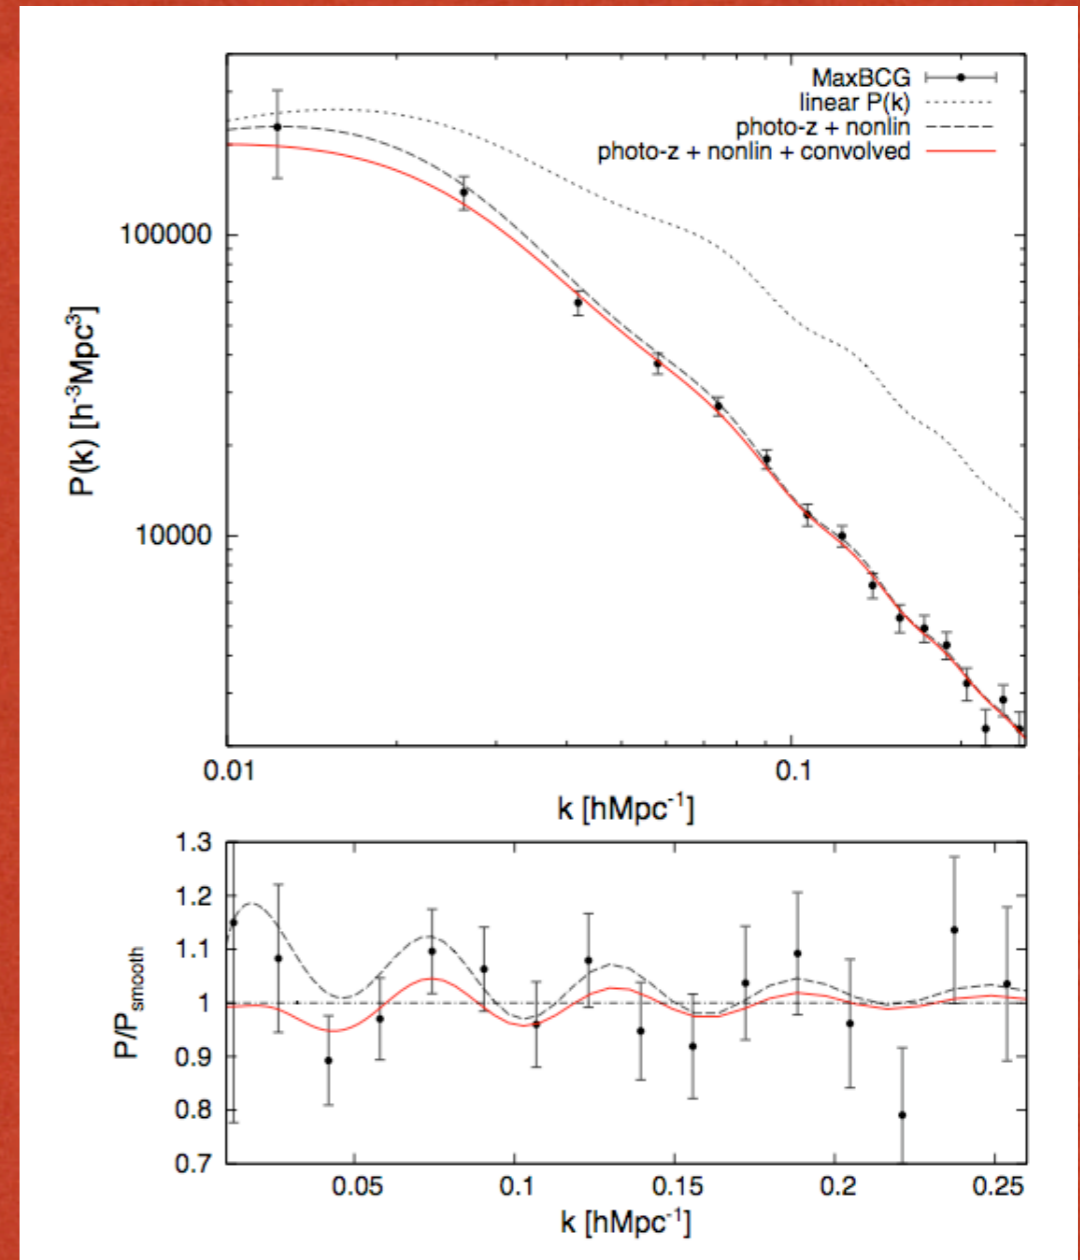 MaxBCG
linear P(k)
photo-z + nonlin
photo-z + nonlin + convolved
100000
10000
P(k) [h⁻³Mpc³]
0.01 0.1
k [hMpc⁻¹]
1.3
1.2
1.1
1
0.9
0.8
0.7
P/Psmooth
0.05 0.1 0.15 0.2 0.25
k [hMpc⁻¹]